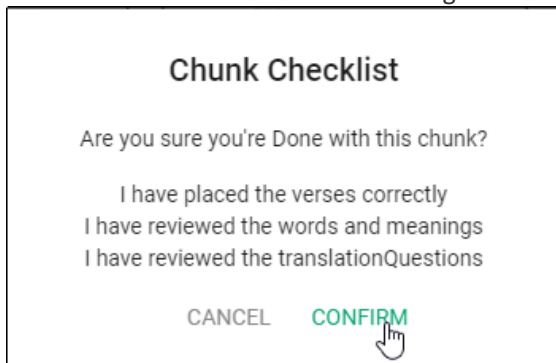 Chunk Checklist
Are you sure you're Done with this chunk?
I have placed the verses correctly
I have reviewed the words and meanings
I have reviewed the translationQuestions
CANCEL CONFIRM